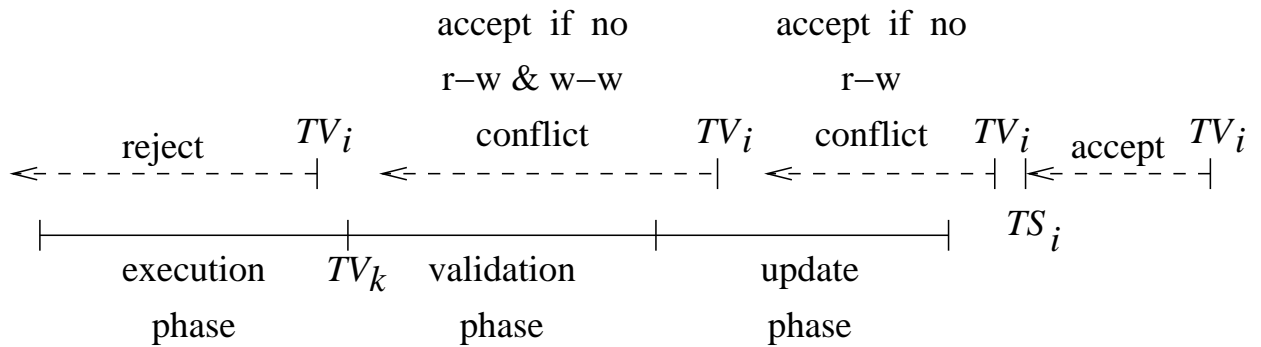 accept if no
r−w & w−w
conflict
accept if no
r−w
conflict
reject
TVi
TVi
TVi
accept
TVi
TSi
execution
phase
TVk
validation
phase
update
phase